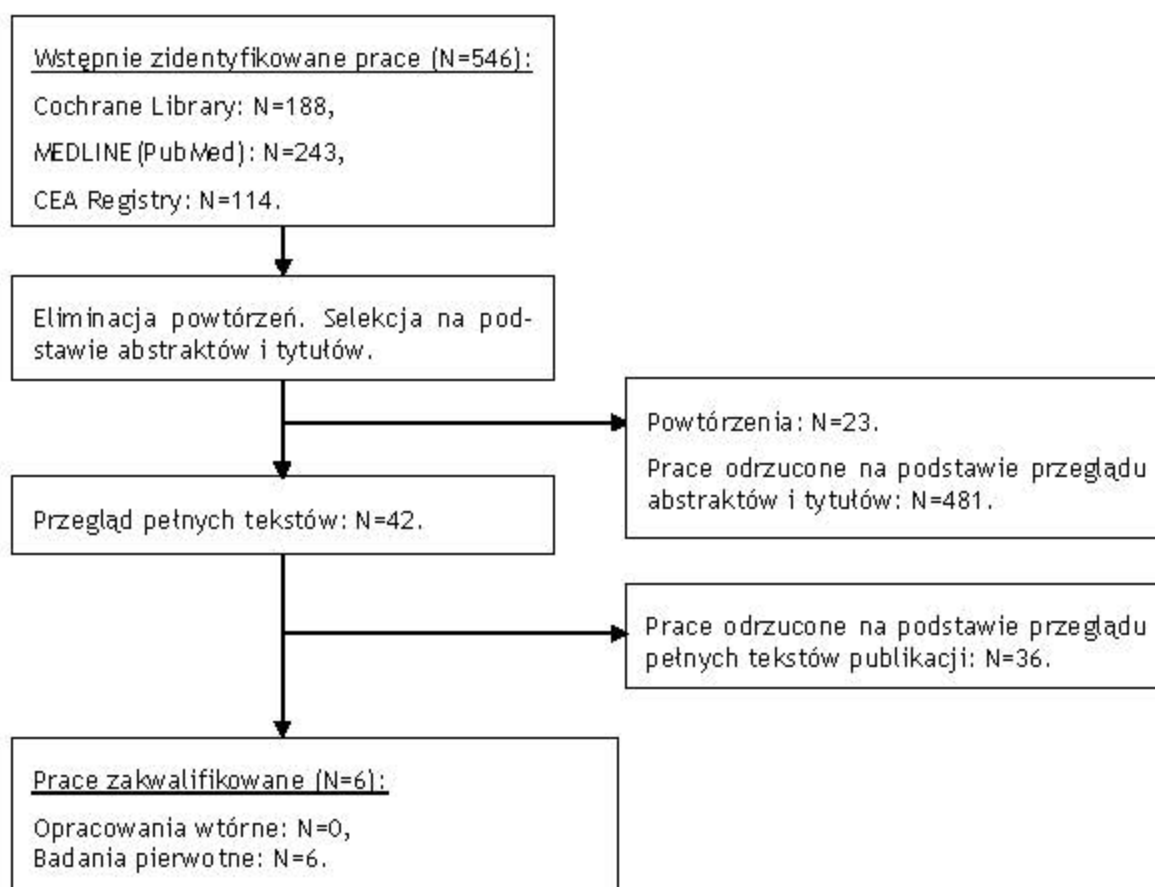 Wstępnie zidentyfikowane prace (N=546):
Cochrane Library: N=188,
MEDLINE(PubMed): N=243,
CEA Registry: N=114.
Eliminacja powtórzeń. Selekcja na pod-
stawie abstraktów i tytułów.
Powtórzenia: N=23.
Prace odrzucone na podstawie przeglądu
abstraktów i tytułów: N=481.
Przegląd pełnych tekstów: N=42.
Prace odrzucone na podstawie przeglądu
pełnych tekstów publikacji: N=36.
Prace zakwalifikowane (N=6):
Opracowania wtórne: N=0,
Badania pierwotne: N=6.